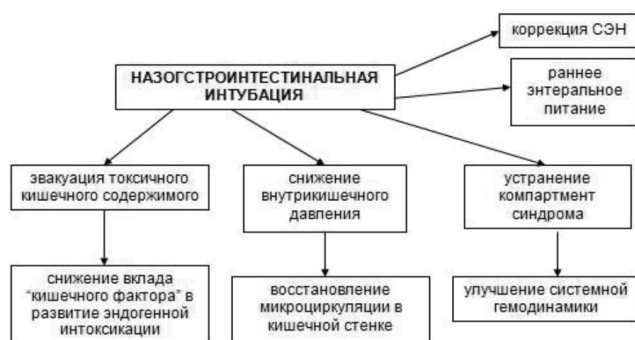 коррекция СЭН
НАЗОГСТРОИНТЕСТИНАЛЬНАЯ
ИНТУБАЦИЯ
раннее
энтеральное
питание
эвакуация токсичного
кишечного содержимого
снижение
внутрикишечного
давления
устранение
компартмент
синдрома
снижение вклада
“кишечного фактора” в
развитие эндогенной
интоксикации
восстановление
микроциркуляции в
кишечной стенке
улучшение системной
гемодинамики